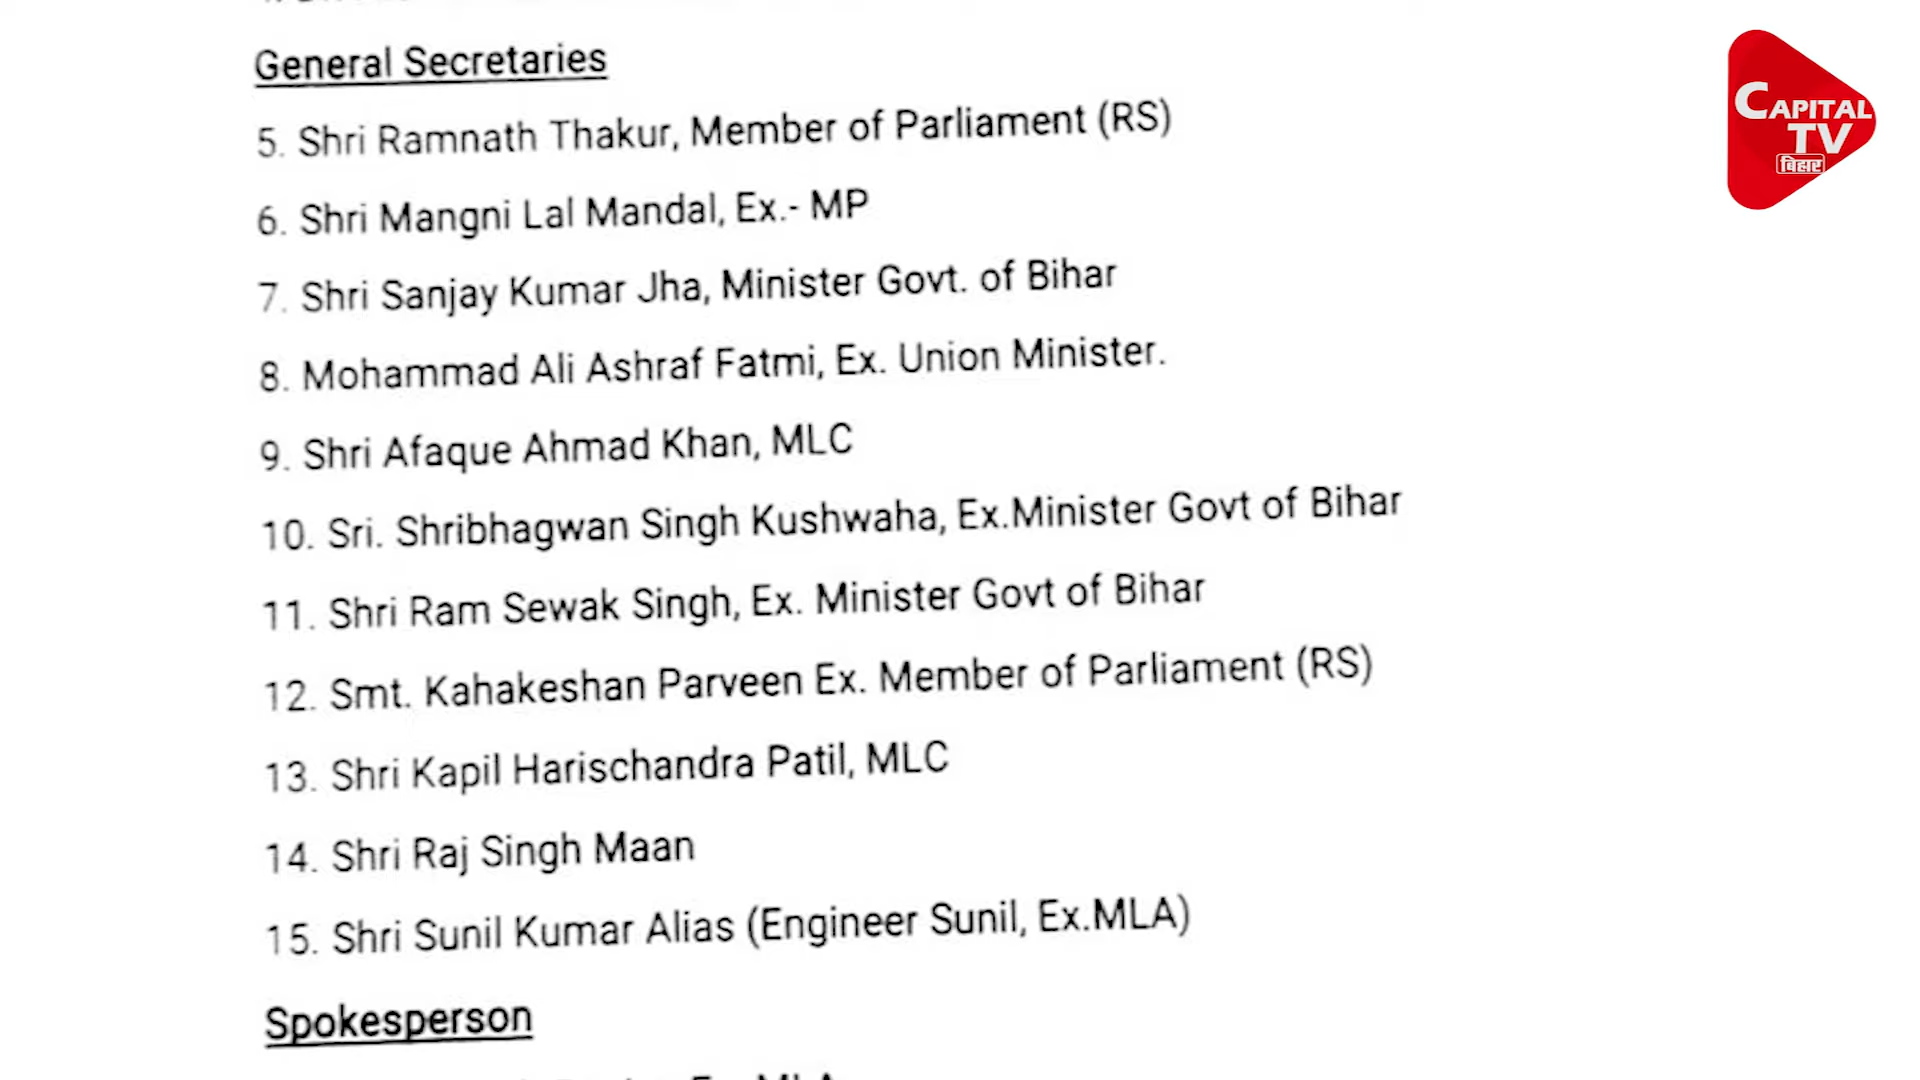 General Secretaries
5. Shri Ramnath Thakur, Member of Parliament (RS)
6. Shri Mangni Lal Mandal, Ex.- MP
7. Shri Sanjay Kumar Jha, Minister Govt. of Bihar
8. Mohammad Ali Ashraf Fatmi, Ex. Union Minister.
9. Shri Afaque Ahmad Khan, MLC
10. Sri. Shribhagwan Singh Kushwaha, Ex.Minister Govt of Bihar
11. Shri Ram Sewak Singh, Ex. Minister Govt of Bihar
12. Smt. Kahakeshan Parveen Ex. Member of Parliament (RS)
13. Shri Kapil Harischandra Patil, MLC
14. Shri Raj Singh Maan
15. Shri Sunil Kumar Alias (Engineer Sunil, Ex.MLA)
Spokesperson
MLA
CAPITAL
TV
बिहार